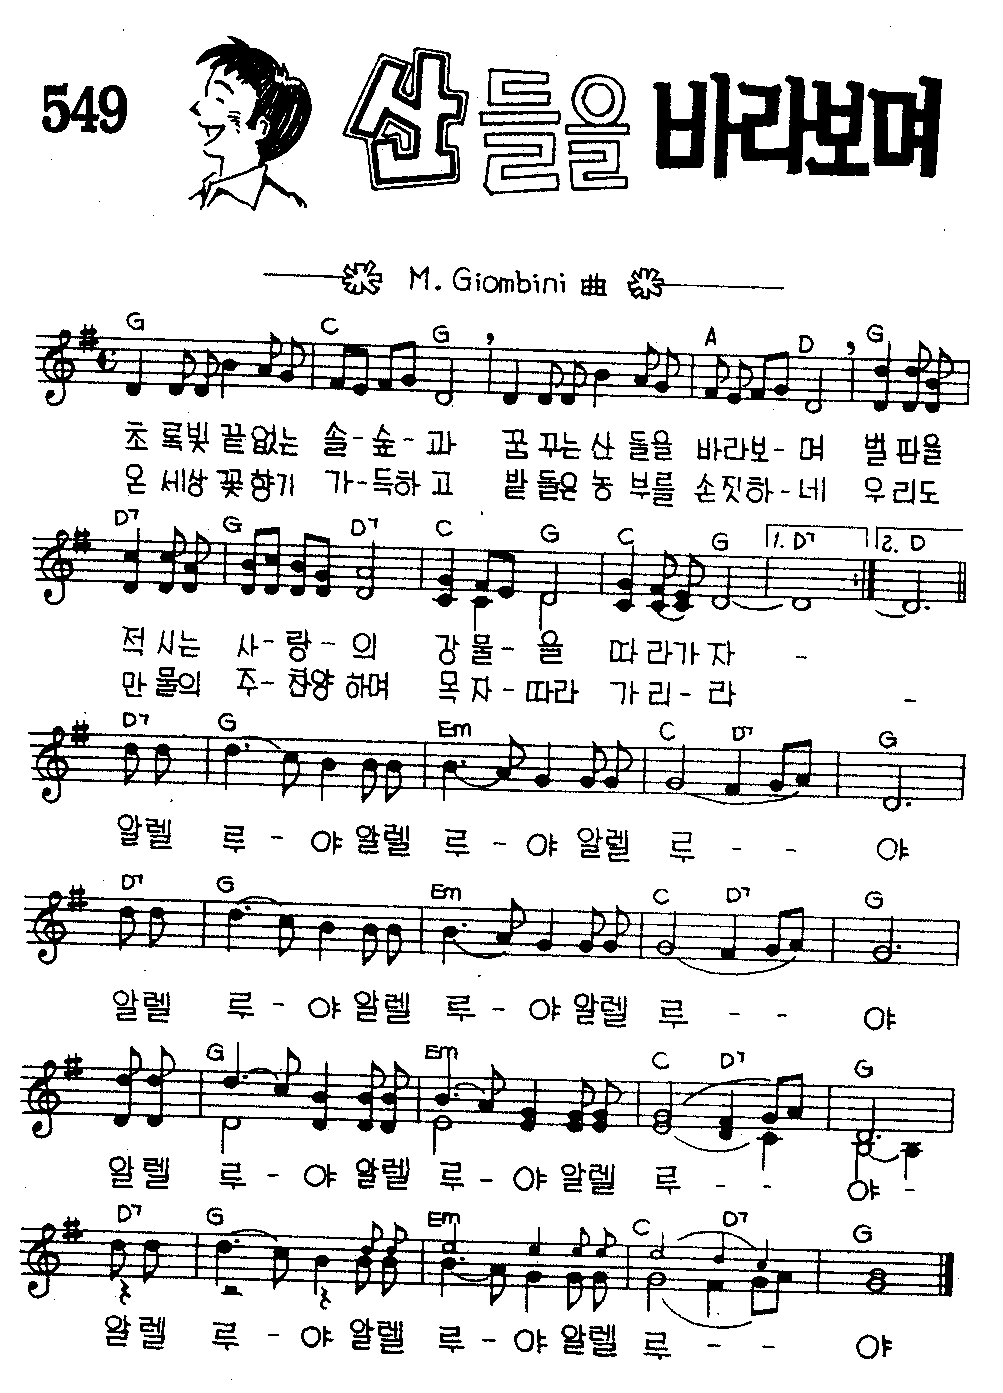 549 산들을 바라보며
M. Giombini 曲
G C G A D G
초 록빛 끝없는 솔-숲-과 꿈 꾸는 산 들을 바라보-며 벌 판을
온 세상 꽃향기 가-득하고 밭 들은 농 부를 손짓하-네 우리도
D7 G D7 C G C G 1. D7 2. D
적 시는 사-랑-의 강 물-을 따라가자 -
만 물의 주-찬양하며 목 자-따라 가리-라 -
D7 G Em C D7 G
알렐 루 - 야 알렐 루 - 야 알렐 루 - - 야
D7 G Em C D7 G
알렐 루 - 야 알렐 루 - 야 알렐 루 - - 야
G Em C D7 G
알렐 루 - 야 알렐 루 - 야 알렐 루 - - 야-
D7 G Em C D7 G
알렐 루 - 야 알렐 루 - 야 알렐 루 - - 야